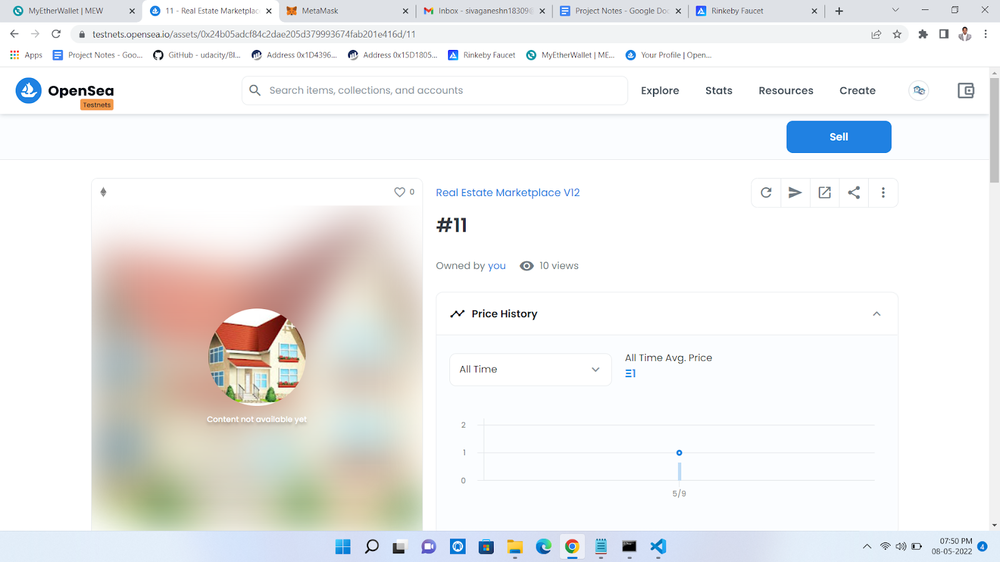 MyEtherWallet | MEW
11 - Real Estate Marketplac
MetaMask
Inbox - sivaganeshn18309@
Project Notes - Google Doc
Rinkeby Faucet
testnets.opensea.io/assets/0x24b05adcf84c2dae205d379993674fab201e416d/11
Apps
Project Notes - Goo...
GitHub - udacity/Bl...
Address 0x1D4396...
Address 0x15D1805...
Rinkeby Faucet
MyEtherWallet | ME...
Your Profile | Open...
OpenSea
Testnets
Search items, collections, and accounts
Explore
Stats
Resources
Create
Sell
0
Real Estate Marketplace V12
#11
Owned by you
10 views
Content not available yet
Price History
All Time
All Time Avg. Price
Ξ1
2
1
0
5/9
07:50 PM
08-05-2022
4